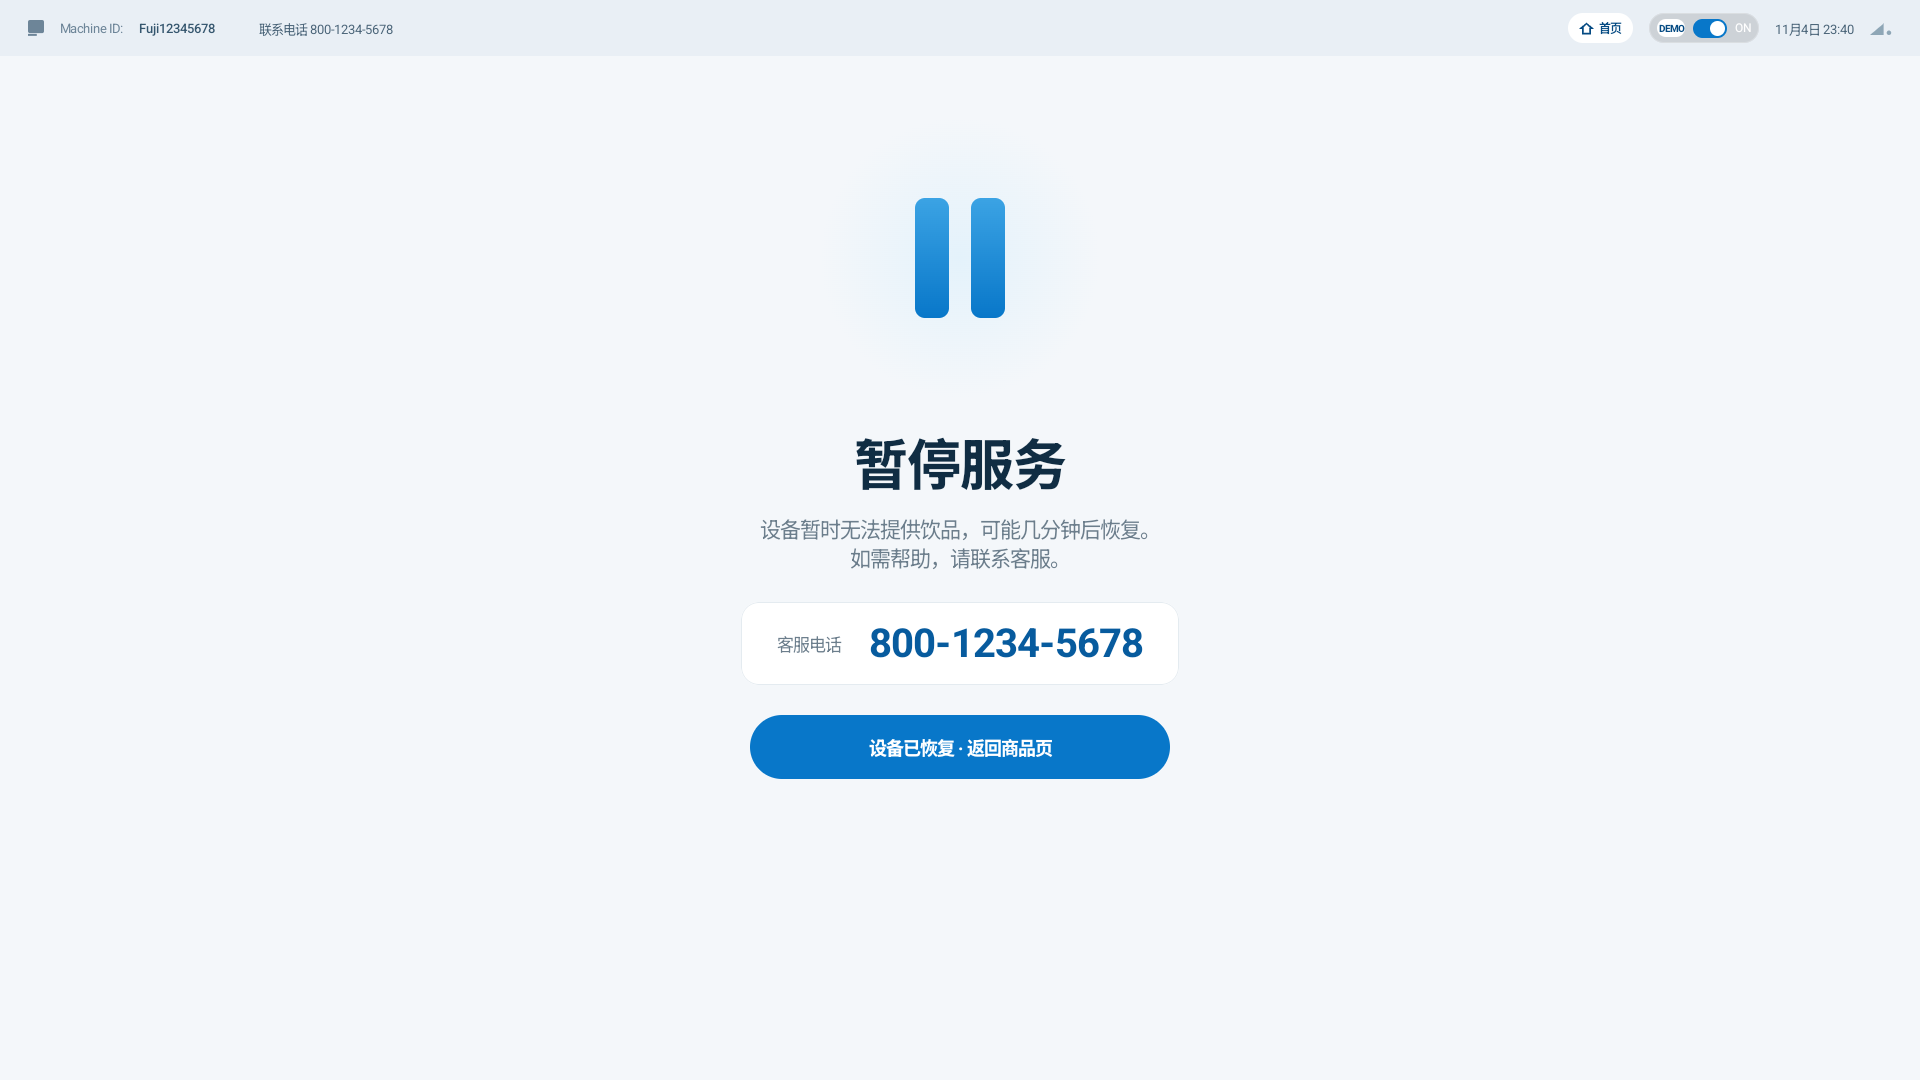 Machine ID: Fuji12345678 联系电话 800-1234-5678 首页 DEMO ON 11月4日 23:40
暂停服务
设备暂时无法提供饮品，可能几分钟后恢复。
如需帮助，请联系客服。
客服电话 800-1234-5678
设备已恢复 · 返回商品页